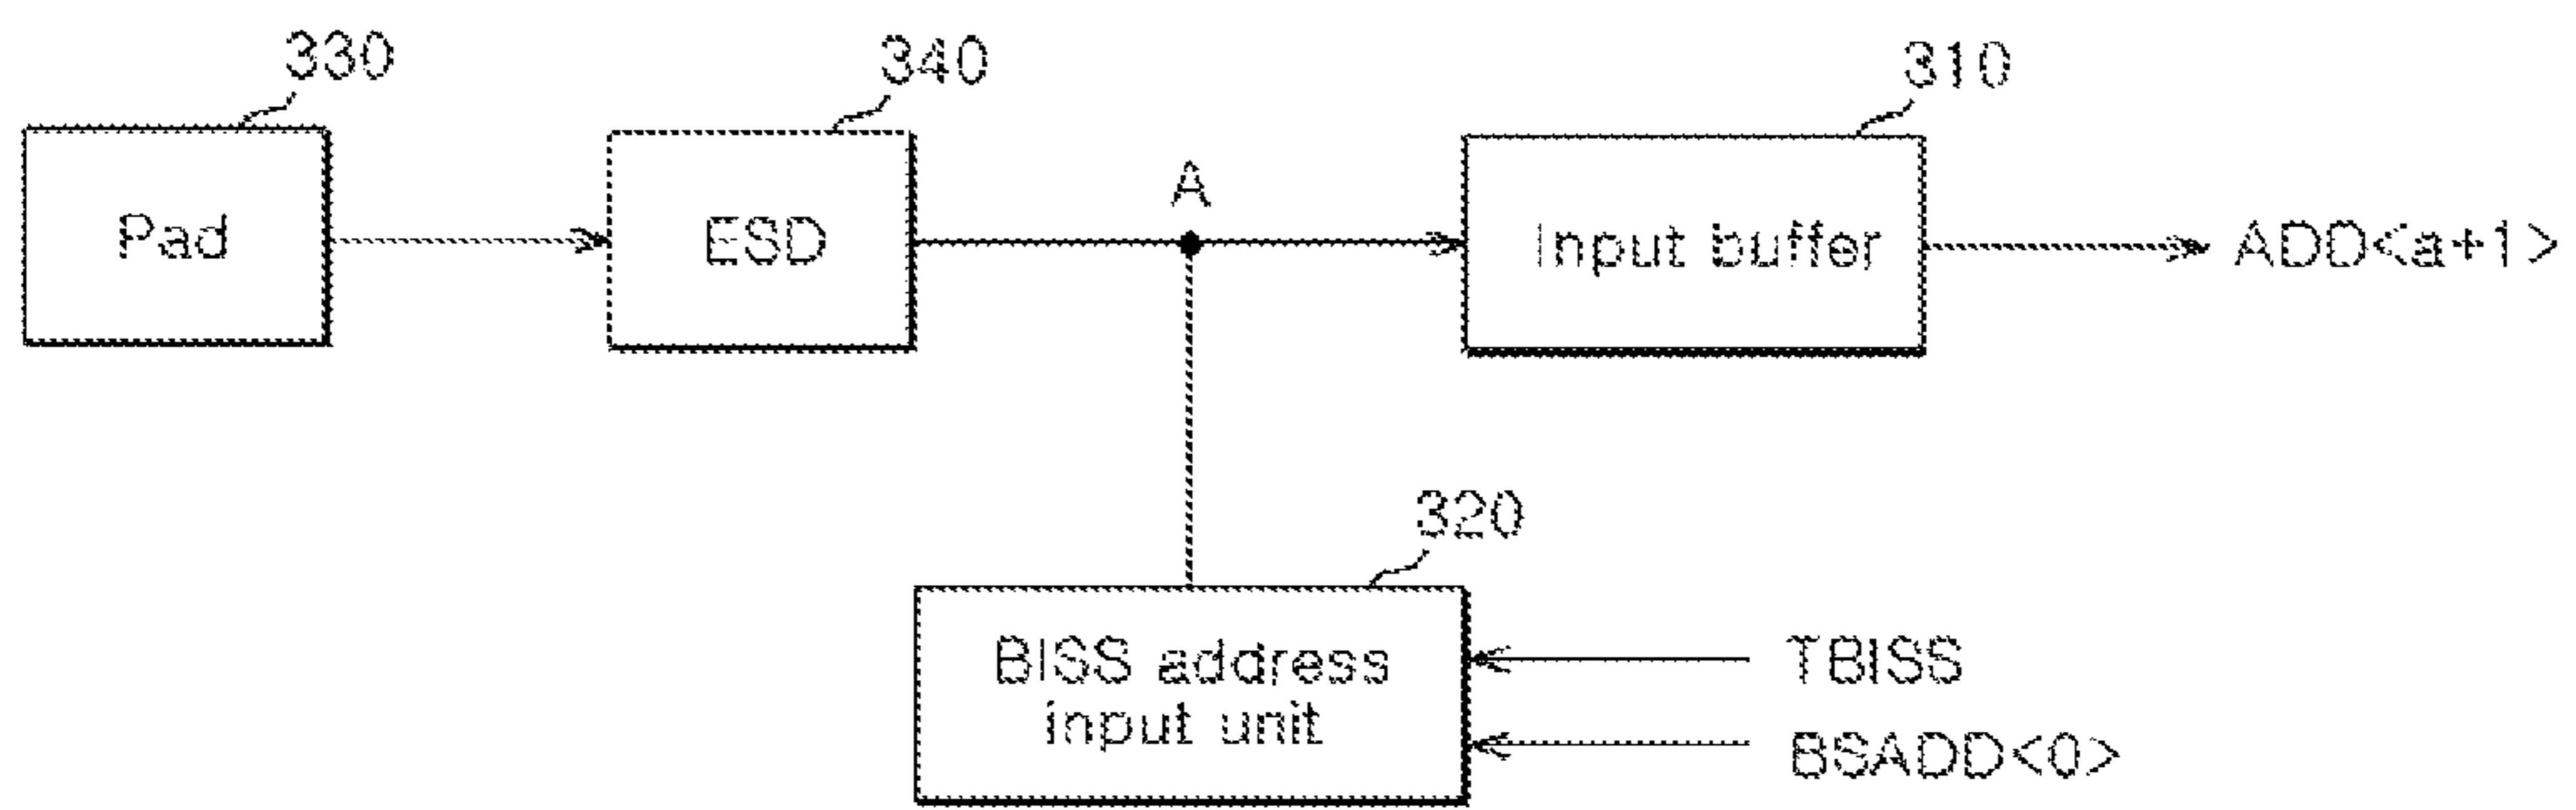 330
340
310
Pad
ESD
A
Input buffer
ADD<a+1>
320
BISS address
input unit
TBISS
BSADD<0>